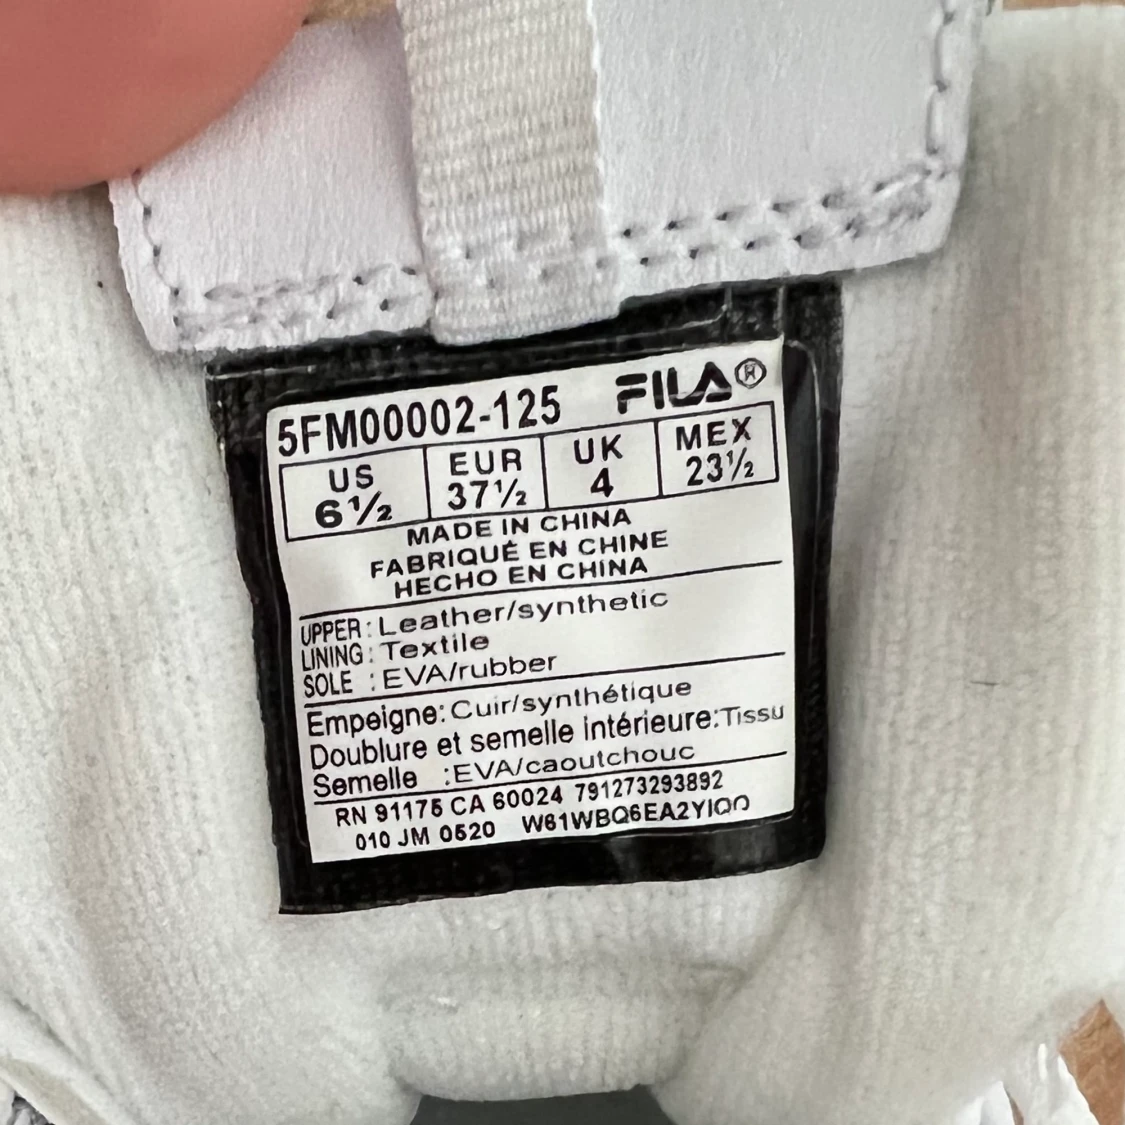 5FM00002-125 FILA®
US EUR UK MEX
6½ 37½ 4 23½
MADE IN CHINA
FABRIQUÉ EN CHINE
HECHO EN CHINA
UPPER: Leather/synthetic
LINING: Textile
SOLE : EVA/rubber
Empeigne: Cuir/synthétique
Doublure et semelle intérieure: Tissu
Semelle :EVA/caoutchouc
RN 91175 CA 60024 791273293892
010 JM 0520